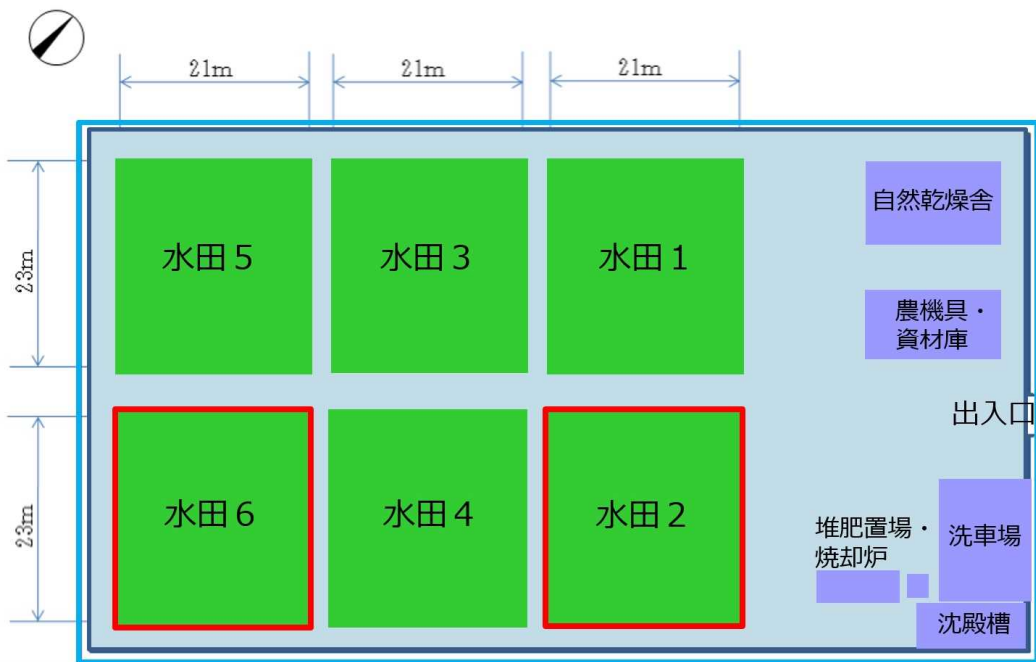 21m
21m
21m
23m
23m
水田５
水田３
水田１
水田６
水田４
水田２
自然乾燥舎
農機具・
資材庫
出入口
堆肥置場・
焼却炉
洗車場
沈殿槽